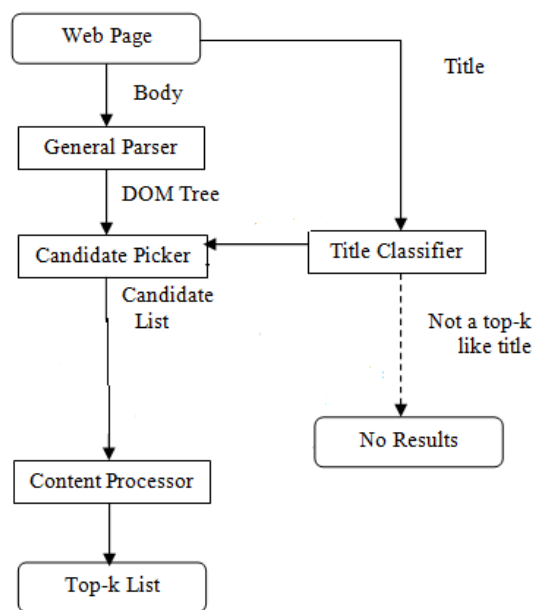 Web Page
Title
Body
General Parser
DOM Tree
Candidate Picker
Title Classifier
Candidate
List
Not a top-k
like title
No Results
Content Processor
Top-k List